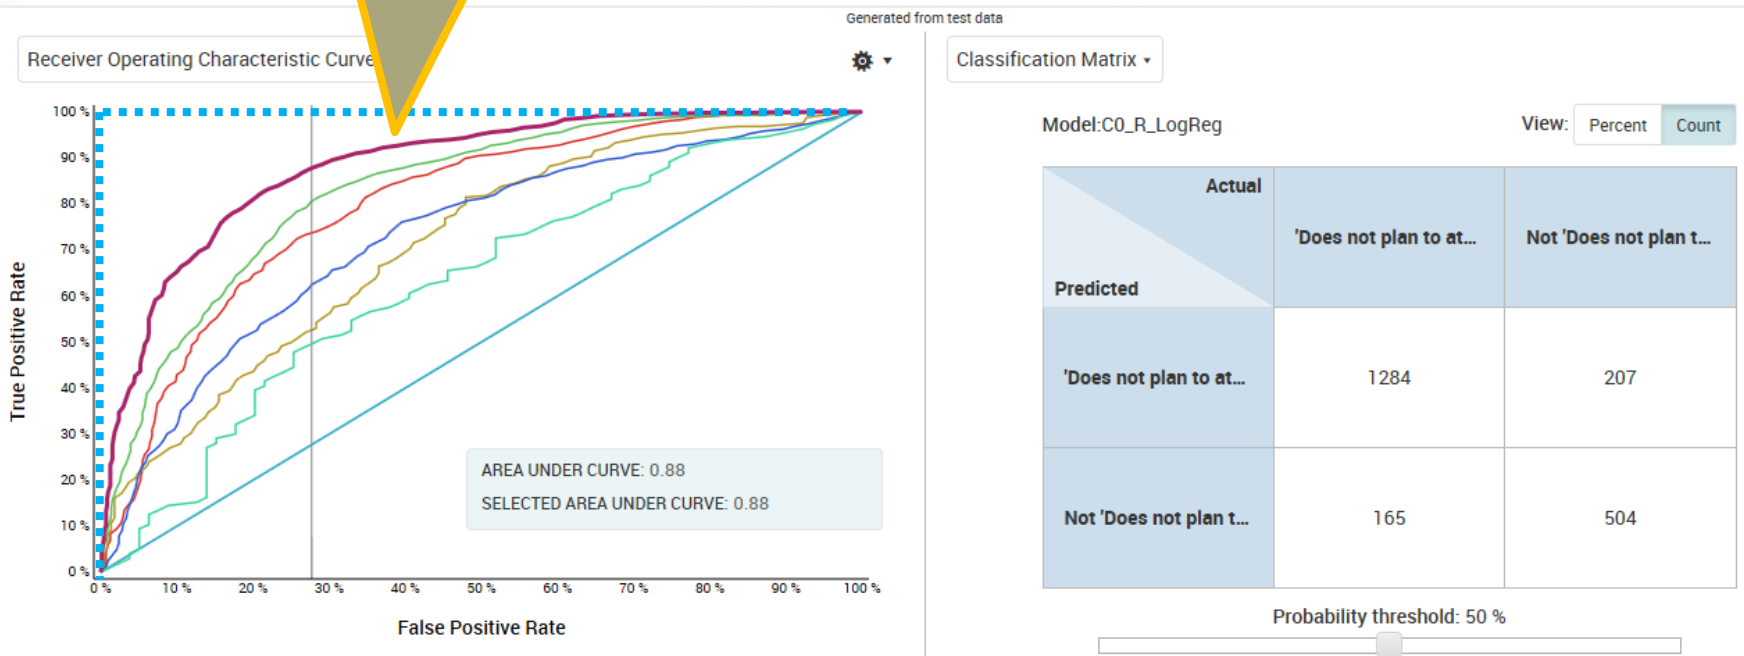 Generated from test data
Receiver Operating Characteristic Curve
Classification Matrix
100 %
90 %
80 %
70 %
60 %
50 %
40 %
30 %
20 %
10 %
0 %
True Positive Rate
0 %
10 %
20 %
30 %
40 %
50 %
60 %
70 %
80 %
90 %
100 %
False Positive Rate
AREA UNDER CURVE: 0.88
SELECTED AREA UNDER CURVE: 0.88
Model:C0_R_LogReg
View: Percent Count
Actual
Predicted
'Does not plan to at... Not 'Does not plan t...
'Does not plan to at... 1284 207
Not 'Does not plan t... 165 504
Probability threshold: 50 %